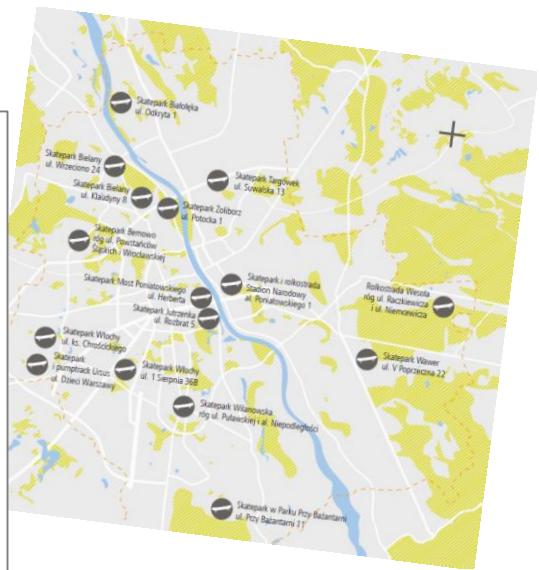 Skatepark Białołęka
ul. Odkryta 1
Skatepark Bielany
ul. Wrzeciono 24
Skatepark Targówek
ul. Suwalska 13
Skatepark Bielany
ul. Klaudyny 8
Skatepark Żoliborz
ul. Potocka 1
Skatepark Bemowo
róg ul. Powstańców
Śląskich i Wrocławskiej
Skatepark Most Poniatowskiego
ul. Herberta
Skatepark i rolkostrada
Stadion Narodowy
al. Poniatowskiego 1
Rolkostrada Wesoła
róg ul. Raczkiewicza
i ul. Niemcewicza
Skatepark Jutrzenka
ul. Rozbrat 5
Skatepark Włochy
ul. ks. Chrościckiego
Skatepark
i pumptrack Ursus
ul. Dzieci Warszawy
Skatepark Włochy
ul. 1 Sierpnia 36B
Skatepark Wawer
ul. V Poprzeczna 22
Skatepark Wilanowska
róg ul. Puławskiej i al. Niepodległości
Skatepark w Parku Przy Bażantarni
ul. Przy Bażantarni 11